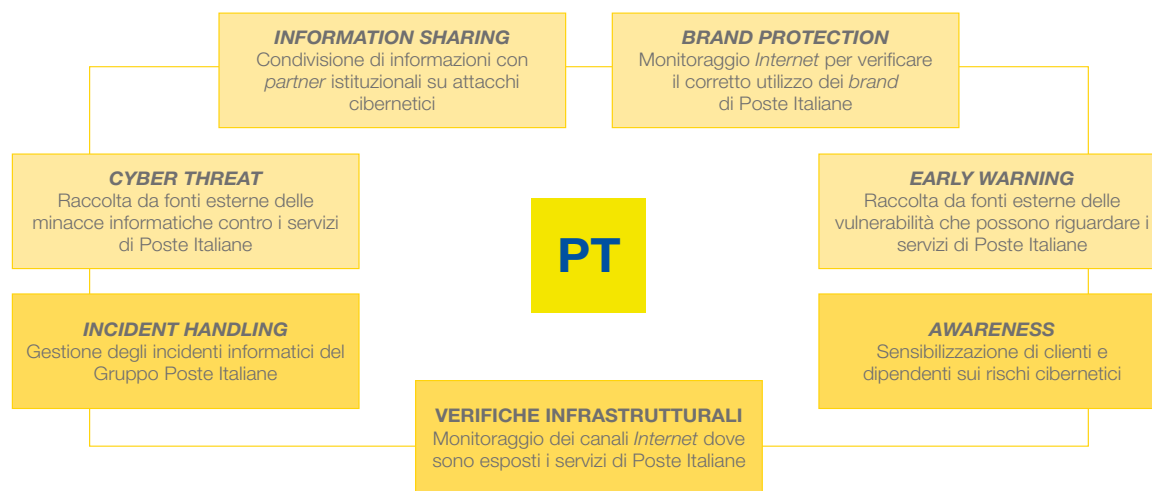 INFORMATION SHARING
Condivisione di informazioni con
partner istituzionali su attacchi
cibernetici
BRAND PROTECTION
Monitoraggio Internet per verificare
il corretto utilizzo dei brand
di Poste Italiane
CYBER THREAT
Raccolta da fonti esterne delle
minacce informatiche contro i servizi
di Poste Italiane
EARLY WARNING
Raccolta da fonti esterne delle
vulnerabilità che possono riguardare i
servizi di Poste Italiane
PT
INCIDENT HANDLING
Gestione degli incidenti informatici del
Gruppo Poste Italiane
AWARENESS
Sensibilizzazione di clienti e
dipendenti sui rischi cibernetici
VERIFICHE INFRASTRUTTURALI
Monitoraggio dei canali Internet dove
sono esposti i servizi di Poste Italiane